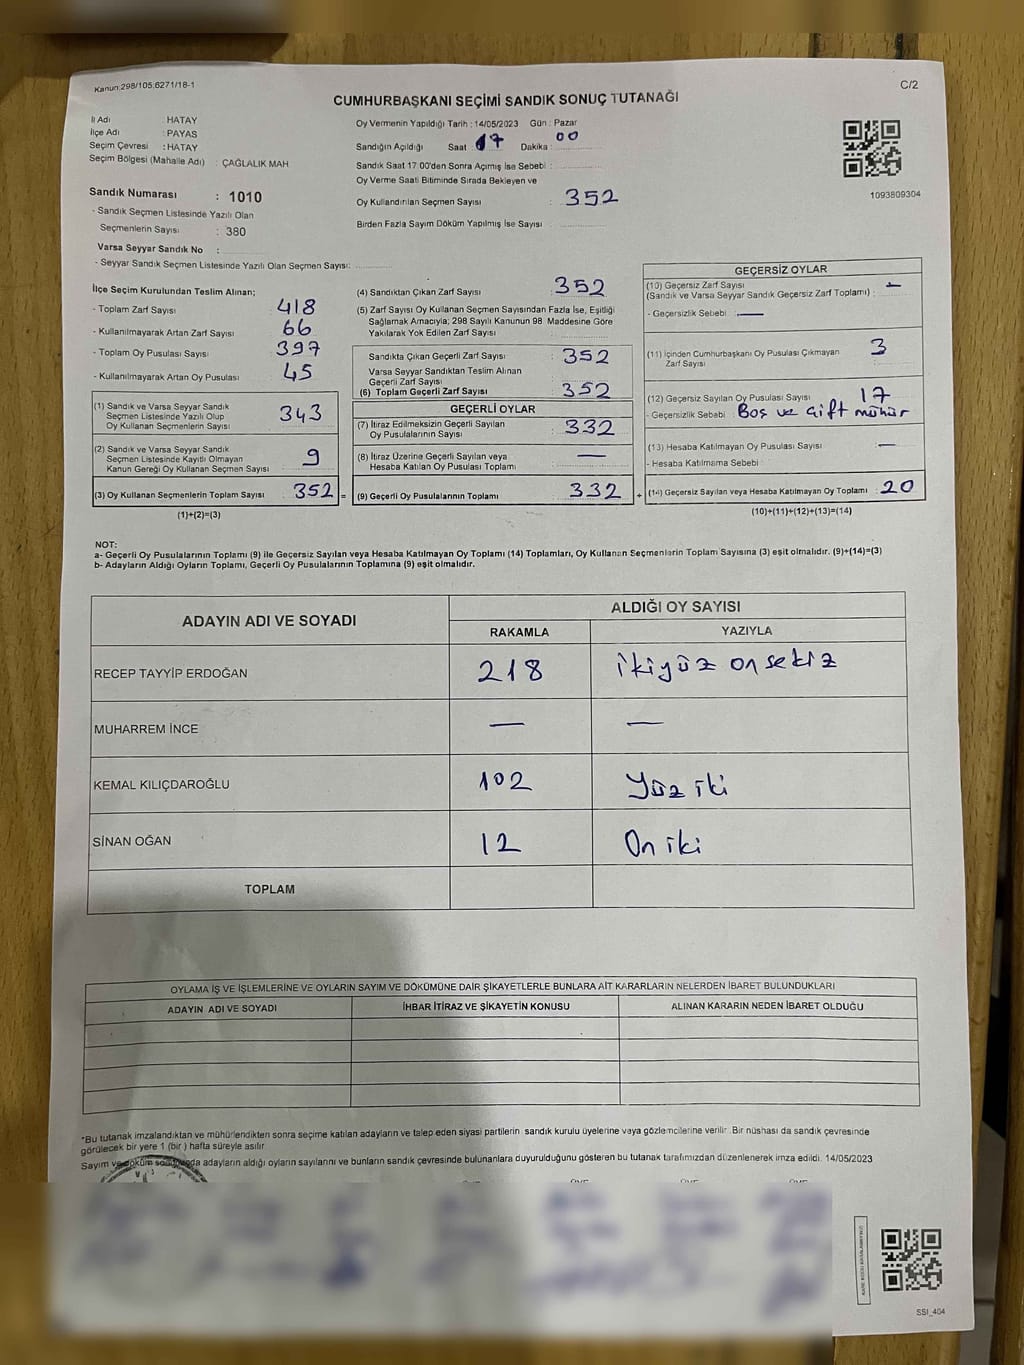 Kanun:298/105;6271/18-1
C/2
CUMHURBAŞKANI SEÇİMİ SANDIK SONUÇ TUTANAĞI
İl Adı : HATAY
İlçe Adı : PAYAS
Seçim Çevresi : HATAY
Seçim Bölgesi (Mahalle Adı) : ÇAĞLALIK MAH
Sandık Numarası : 1010
- Sandık Seçmen Listesinde Yazılı Olan
Seçmenlerin Sayısı : 380
Varsa Seyyar Sandık No :
- Seyyar Sandık Seçmen Listesinde Yazılı Olan Seçmen Sayısı:
Oy Vermenin Yapıldığı Tarih : 14/05/2023 Gün : Pazar
Sandığın Açıldığı Saat : 17 Dakika : 00
Sandık Saat 17:00'den Sonra Açımış İse Sebebi :
Oy Verme Saati Bitiminde Sırada Bekleyen ve
Oy Kullandırılan Seçmen Sayısı : 352
Birden Fazla Sayım Döküm Yapılmış İse Sayısı :
1093809304
İlçe Seçim Kurulundan Teslim Alınan;
- Toplam Zarf Sayısı : 418
- Kullanılmayarak Artan Zarf Sayısı : 66
- Toplam Oy Pusulası Sayısı : 397
- Kullanılmayarak Artan Oy Pusulası : 45
(1) Sandık ve Varsa Seyyar Sandık
Seçmen Listesinde Yazılı Olup
Oy Kullanan Seçmenlerin Sayısı : 343
(2) Sandık ve Varsa Seyyar Sandık
Seçmen Listesinde Kayıtlı Olmayan
Kanun Gereği Oy Kullanan Seçmen Sayısı : 9
(3) Oy Kullanan Seçmenlerin Toplam Sayısı : 352 =
(1)+(2)=(3)
(4) Sandıktan Çıkan Zarf Sayısı : 352
(5) Zarf Sayısı Oy Kullanan Seçmen Sayısından Fazla İse, Eşitliği
Sağlamak Amacıyla; 298 Sayılı Kanunun 98. Maddesine Göre
Yakılarak Yok Edilen Zarf Sayısı :
Sandıkta Çıkan Geçerli Zarf Sayısı : 352
Varsa Seyyar Sandıktan Teslim Alınan
Geçerli Zarf Sayısı :
(6) Toplam Geçerli Zarf Sayısı : 352
GEÇERLİ OYLAR
(7) İtiraz Edilmeksizin Geçerli Sayılan
Oy Pusulalarının Sayısı : 332
(8) İtiraz Üzerine Geçerli Sayılan veya
Hesaba Katılan Oy Pusulası Toplamı : —
(9) Geçerli Oy Pusulalarının Toplamı : 332 +
GEÇERSİZ OYLAR
(10) Geçersiz Zarf Sayısı
(Sandık ve Varsa Seyyar Sandık Geçersiz Zarf Toplamı) : —
- Geçersizlik Sebebi : —
(11) İçinden Cumhurbaşkanı Oy Pusulası Çıkmayan
Zarf Sayısı : 3
(12) Geçersiz Sayılan Oy Pusulası Sayısı : 17
- Geçersizlik Sebebi : Boş ve çift mühür
(13) Hesaba Katılmayan Oy Pusulası Sayısı : —
- Hesaba Katılmama Sebebi :
(14) Geçersiz Sayılan veya Hesaba Katılmayan Oy Toplamı : 20
(10)+(11)+(12)+(13)=(14)
NOT:
a- Geçerli Oy Pusulalarının Toplamı (9) ile Geçersiz Sayılan veya Hesaba Katılmayan Oy Toplamı (14) Toplamları, Oy Kullanan Seçmenlerin Toplam Sayısına (3) eşit olmalıdır. (9)+(14)=(3)
b- Adayların Aldığı Oyların Toplamı, Geçerli Oy Pusulalarının Toplamına (9) eşit olmalıdır.
ADAYIN ADI VE SOYADI
ALDIĞI OY SAYISI
RAKAMLA YAZIYLA
RECEP TAYYİP ERDOĞAN 218 ikiyüz on sekiz
MUHARREM İNCE — —
KEMAL KILIÇDAROĞLU 102 Yüz iki
SİNAN OĞAN 12 On iki
TOPLAM
OYLAMA İŞ VE İŞLEMLERİNE VE OYLARIN SAYIM VE DÖKÜMÜNE DAİR ŞİKAYETLERLE BUNLARA AİT KARARLARIN NELERDEN İBARET BULUNDUKLARI
ADAYIN ADI VE SOYADI İHBAR İTİRAZ VE ŞİKAYETİN KONUSU ALINAN KARARIN NEDEN İBARET OLDUĞU
*Bu tutanak imzalandıktan ve mühürlendikten sonra seçime katılan adayların ve talep eden siyasi partilerin sandık kurulu üyelerine veya gözlemcilerine verilir. Bir nüshası da sandık çevresinde
görülecek bir yere 1 (bir) hafta süreyle asılır.
Sayım ve döküm sonunda adayların aldığı oyların sayılarını ve bunların sandık çevresinde bulunanlara duyurulduğunu gösteren bu tutanak tarafımızdan düzenlenerek imza edildi. 14/05/2023
SSI_404